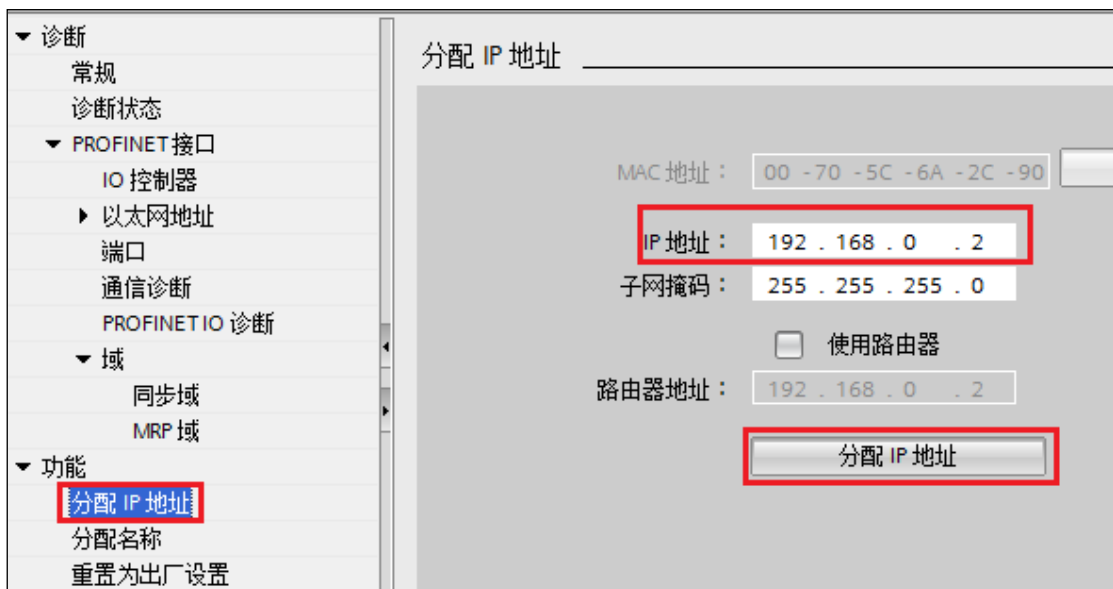 诊断
常规
诊断状态
PROFINET接口
IO 控制器
以太网地址
端口
通信诊断
PROFINET IO 诊断
域
同步域
MRP 域
功能
分配 IP 地址
分配名称
重置为出厂设置
分配 IP 地址
MAC 地址： 00 -70 -5C -6A -2C -90
IP 地址： 192 . 168 . 0 . 2
子网掩码： 255 . 255 . 255 . 0
使用路由器
路由器地址： 192 . 168 . 0 . 2
分配 IP 地址